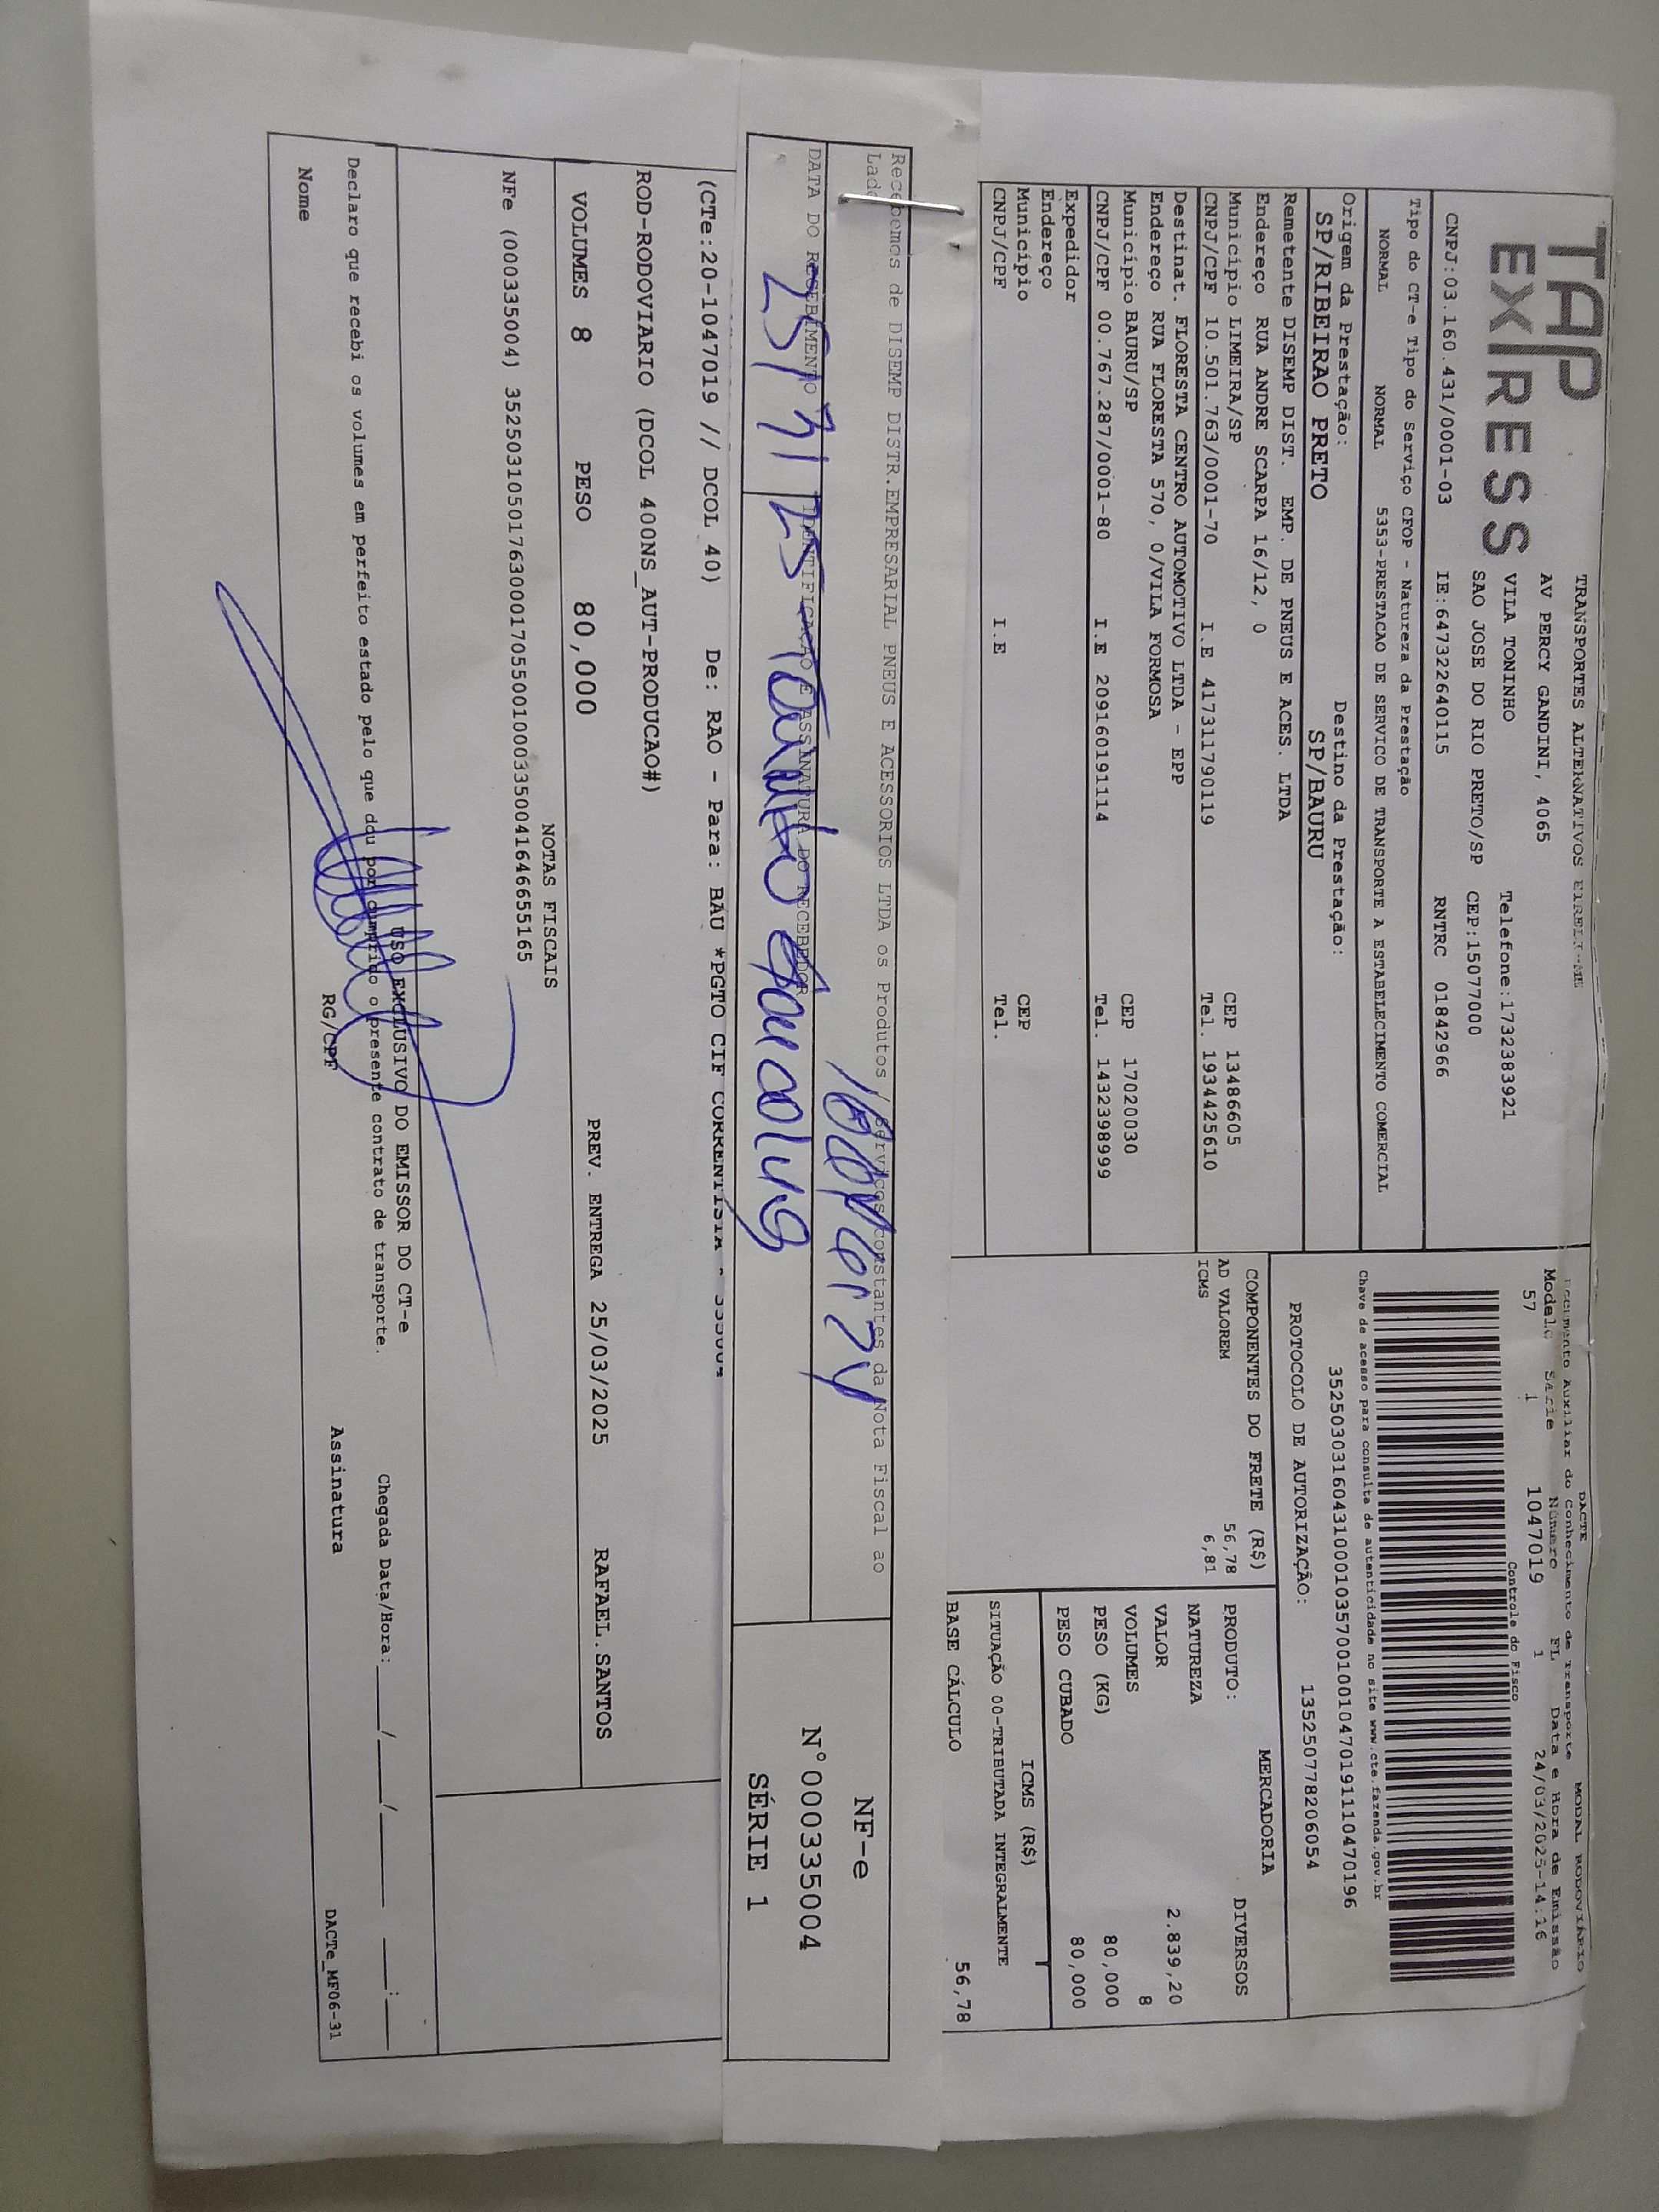 TAP
EXPRESS
TRANSPORTES ALTERNATIVOS EIRELI-ME
AV PERCY GANDINI, 4065
VILA TONINHO Telefone:1732383921
SAO JOSE DO RIO PRETO/SP CEP:15077000
CNPJ:03.160.431/0001-03 IE:647322640115 RNTRC 01842966
Tipo do CT-e Tipo do Serviço CFOP - Natureza da Prestação
NORMAL NORMAL 5353-PRESTACAO DE SERVICO DE TRANSPORTE A ESTABELECIMENTO COMERCIAL
Origem da Prestação: Destino da Prestação:
SP/RIBEIRAO PRETO SP/BAURU
Remetente DISEMP DIST. EMP. DE PNEUS E ACES. LTDA
Endereço RUA ANDRE SCARPA 16/12, 0
Município LIMEIRA/SP CEP 13486605
CNPJ/CPF 10.501.763/0001-70 I.E 417311790119 Tel. 1934425610
Destinat. FLORESTA CENTRO AUTOMOTIVO LTDA - EPP
Endereço RUA FLORESTA 570, 0/VILA FORMOSA
Município BAURU/SP CEP 17020030
CNPJ/CPF 00.767.287/0001-80 I.E 209160191114 Tel. 1432398999
Expedidor
Endereço
Município CEP
CNPJ/CPF I.E Tel.
DACTE MODAL RODOVIÁRIO
Documento Auxiliar do Conhecimento de Transporte
Modelo Série Número FL Data e Hora de Emissão
57 1 1047019 1 24/03/2025-14:16
Controle do Fisco
Chave de acesso para consulta de autenticidade no site www.cte.fazenda.gov.br
35250303160431000103570010010470191110470196
PROTOCOLO DE AUTORIZAÇÃO: 135250778206054
COMPONENTES DO FRETE (R$)
AD VALOREM 56,78
ICMS 6,81
MERCADORIA
PRODUTO: DIVERSOS
NATUREZA
VALOR 2.839,20
VOLUMES 8
PESO (KG) 80,000
PESO CUBADO 80,000
ICMS (R$)
SITUAÇÃO 00-TRIBUTADA INTEGRALMENTE
BASE CÁLCULO 56,78
Recebemos de DISEMP DISTR.EMPRESARIAL PNEUS E ACESSORIOS LTDA os Produtos / Serviços constantes da Nota Fiscal ao
Lado
DATA DO RECEBIMENTO IDENTIFICAÇÃO E ASSINATURA DO RECEBEDOR
25/3/25
NF-e
N°000335004
SÉRIE 1
(CTe:20-1047019 // DCOL 40) De: RAO - Para: BAU *PGTO CIF CORRENTISTA - 335004
ROD-RODOVIARIO (DCOL 400NS_AUT-PRODUCAO#)
VOLUMES 8 PESO 80,000 PREV. ENTREGA 25/03/2025 RAFAEL.SANTOS
NOTAS FISCAIS
NFe (000335004) 35250310501763000170550010003350041646655165
USO EXCLUSIVO DO EMISSOR DO CT-e
Declaro que recebi os volumes em perfeito estado pelo que dou por cumprido o presente contrato de transporte. Chegada Data/Hora:___/___/______ ___:___
Nome RG/CPF Assinatura
DACTe_MF06-31